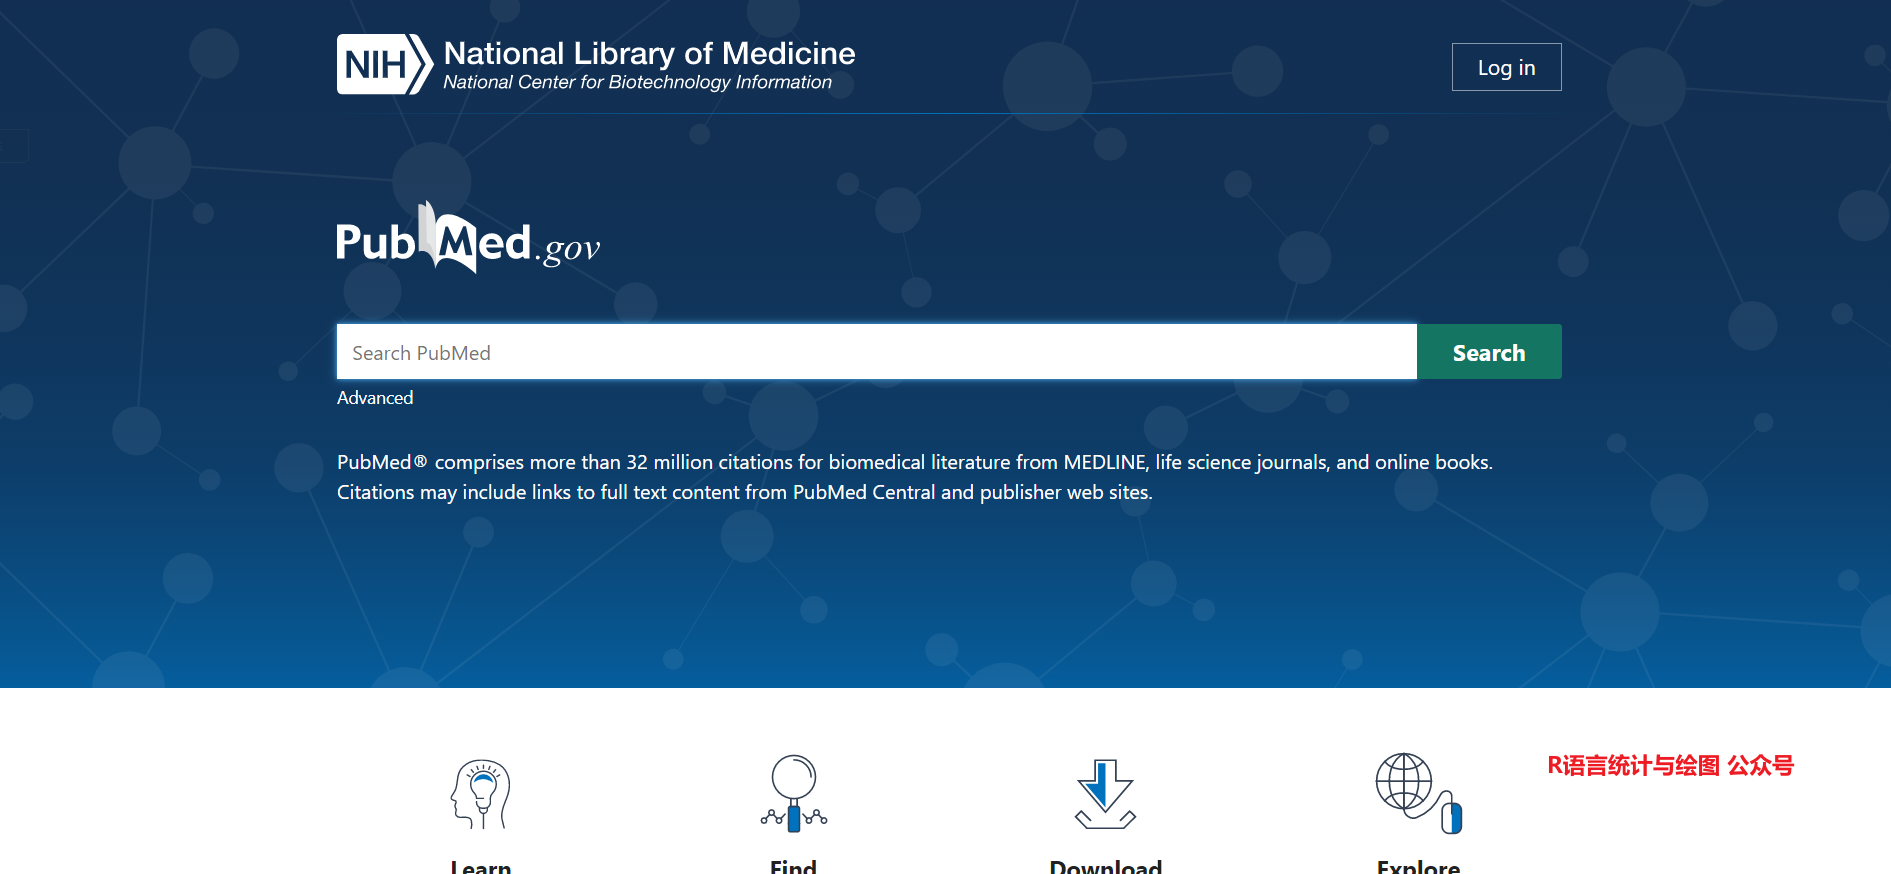 NIH National Library of Medicine
National Center for Biotechnology Information
Log in
PubMed.gov
Search PubMed
Search
Advanced
PubMed® comprises more than 32 million citations for biomedical literature from MEDLINE, life science journals, and online books.
Citations may include links to full text content from PubMed Central and publisher web sites.
R语言统计与绘图 公众号
Learn
Find
Download
Explore